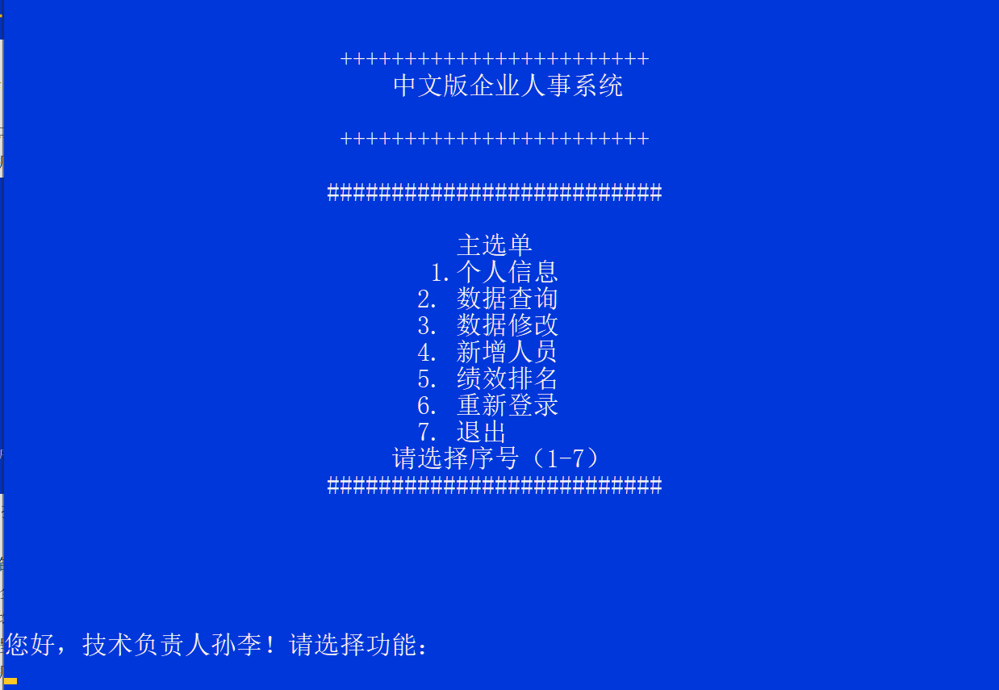 ++++++++++++++++++++++++
中文版企业人事系统
++++++++++++++++++++++++
##########################
主选单
1.个人信息
2. 数据查询
3. 数据修改
4. 新增人员
5. 绩效排名
6. 重新登录
7. 退出
请选择序号（1-7）
##########################
您好，技术负责人孙李！请选择功能：